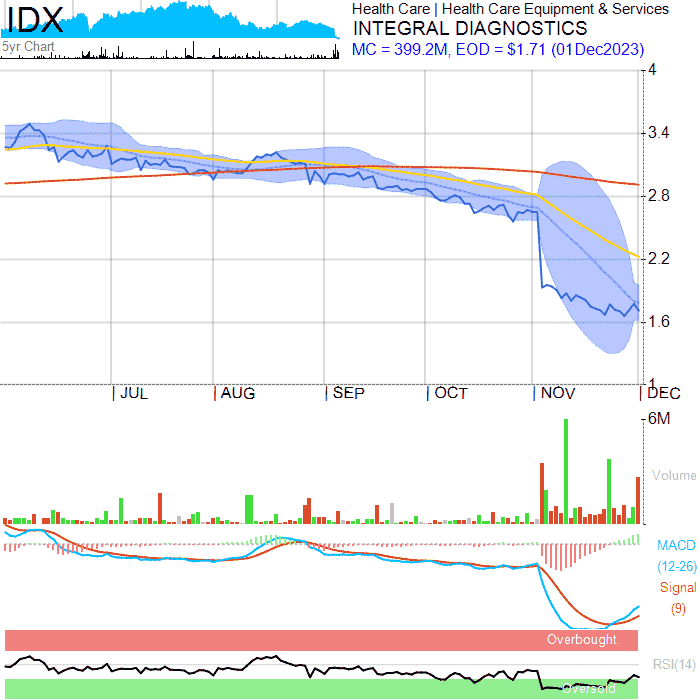 IDX
5yr Chart
Health Care | Health Care Equipment & Services
INTEGRAL DIAGNOSTICS
MC = 399.2M, EOD = $1.71 (01Dec2023)
4
3.4
2.8
2.2
1.6
1
JUL AUG SEP OCT NOV DEC
6M
Volume
MACD
(12-26)
Signal
(9)
Overbought
RSI(14)
Oversold